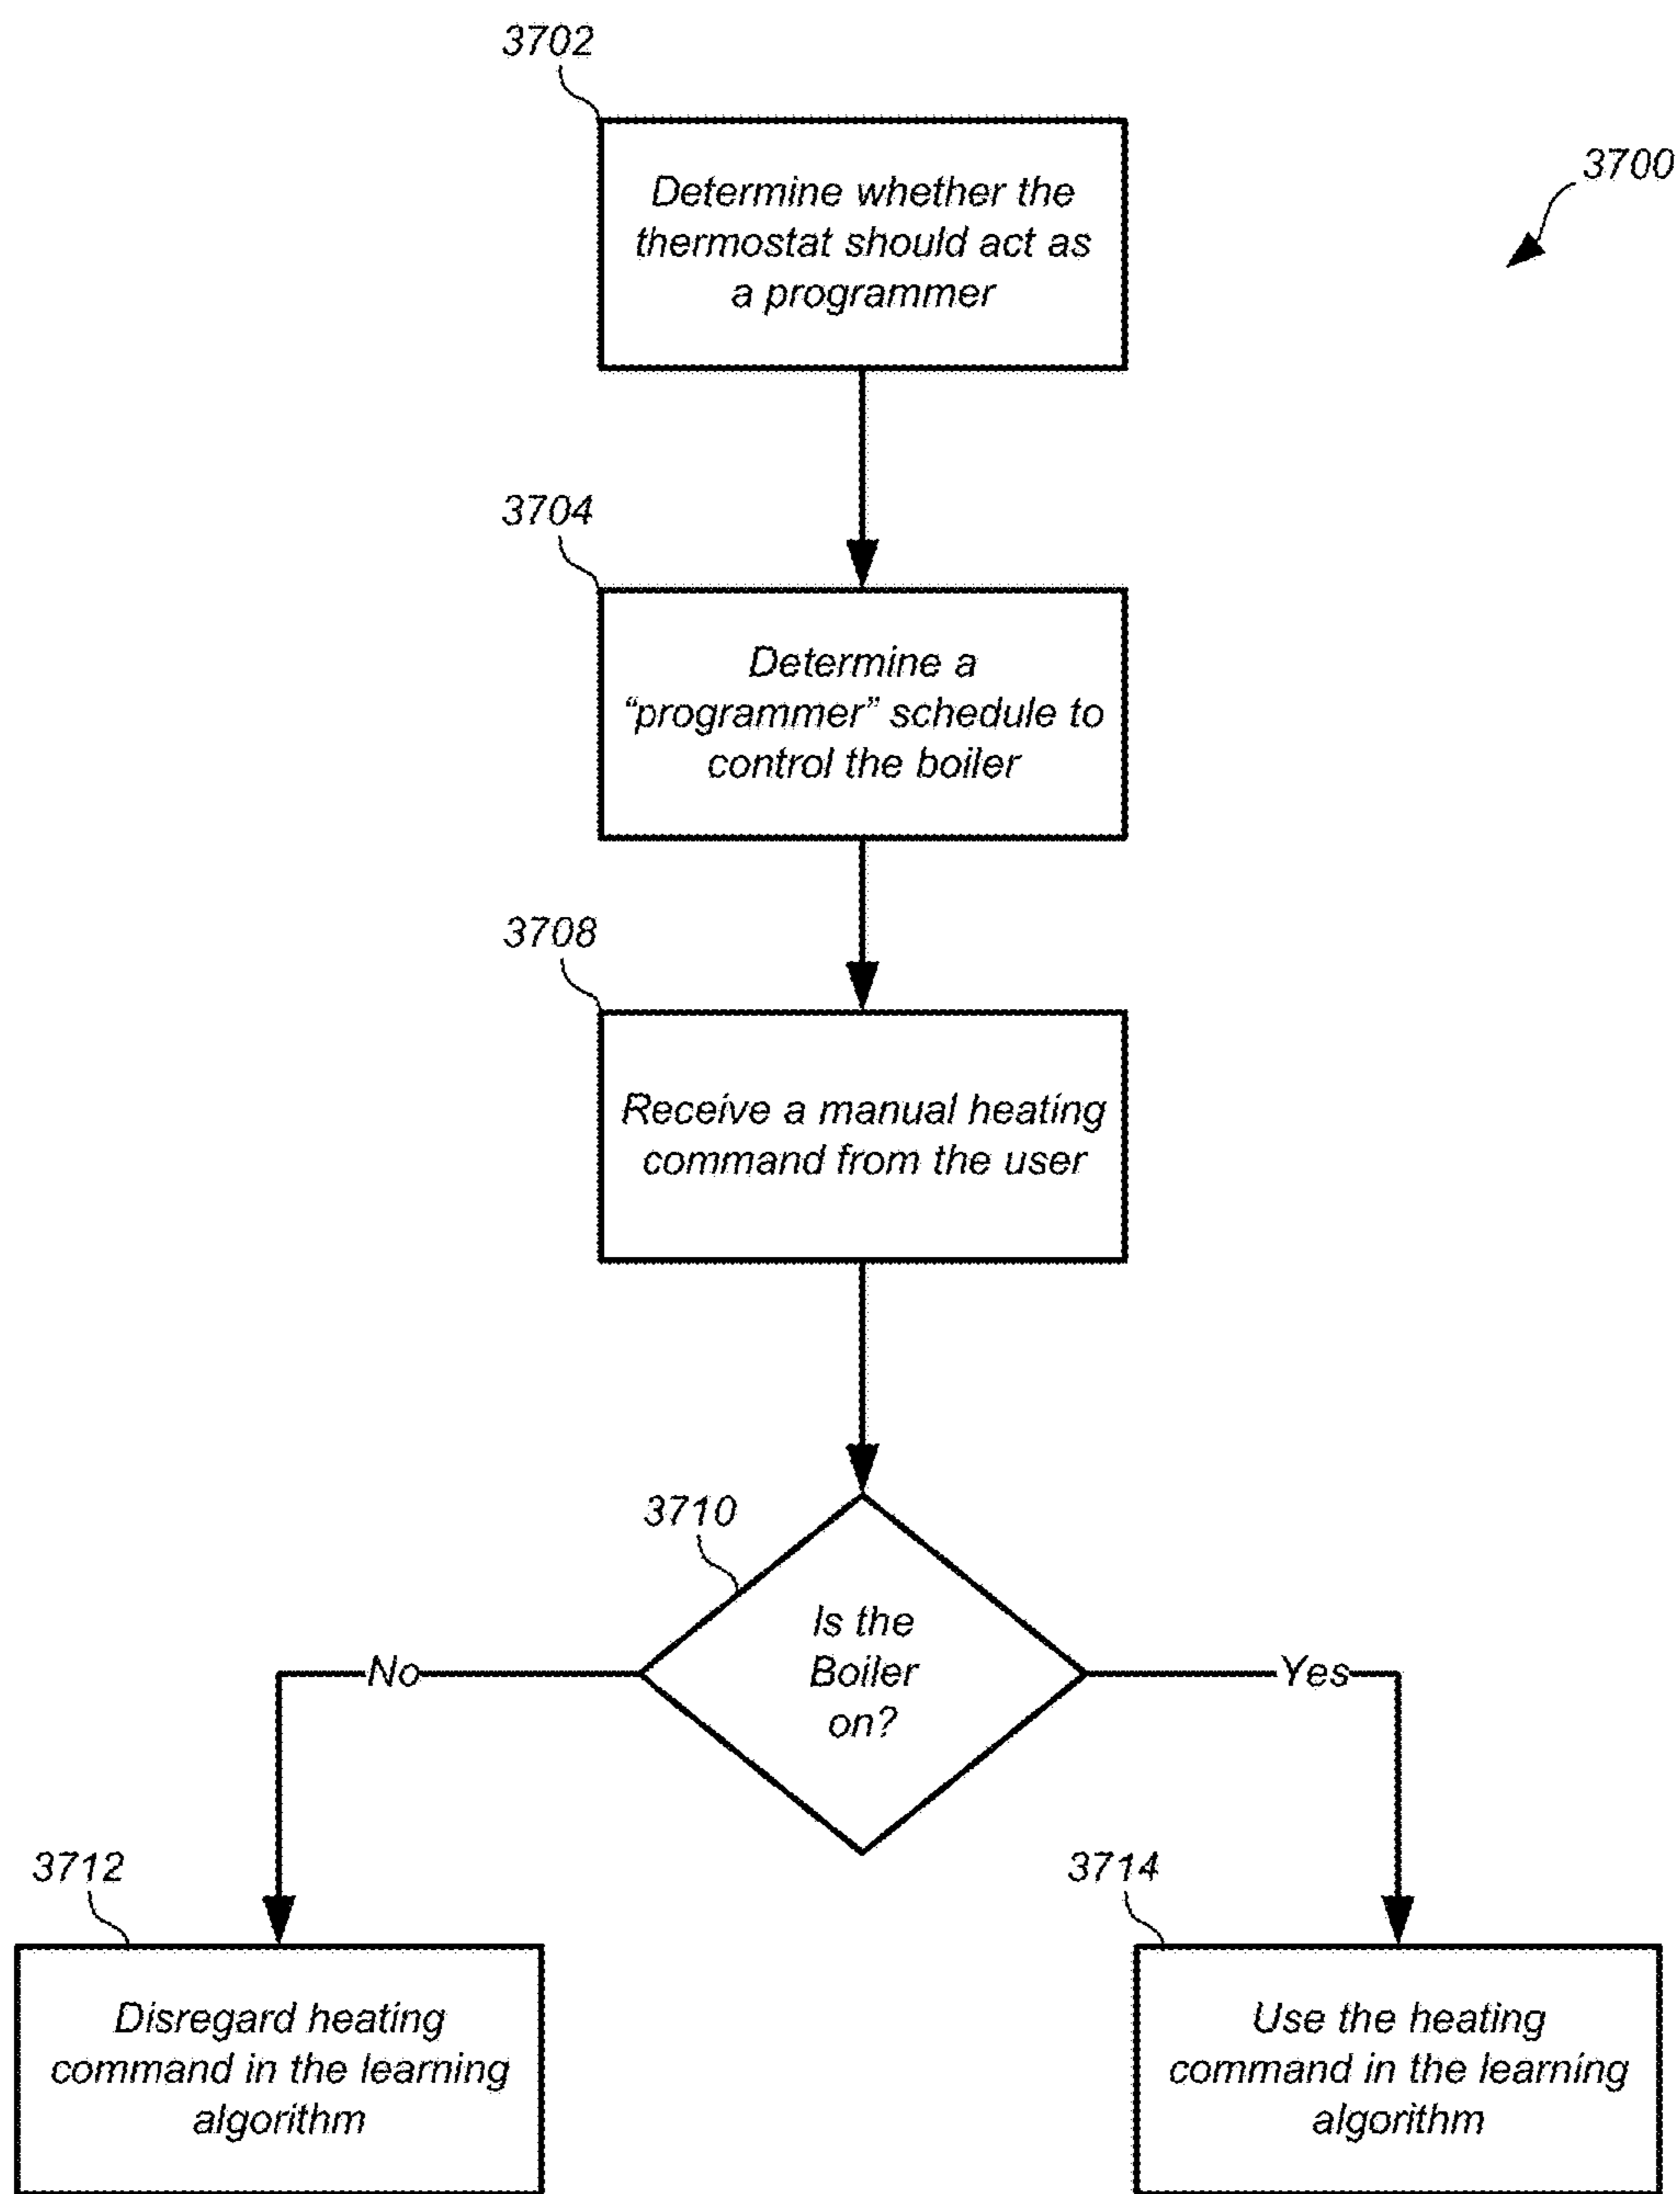 3702
3700
Determine whether the
thermostat should act as
a programmer
3704
Determine a
“programmer” schedule to
control the boiler
3708
Receive a manual heating
command from the user
3710
Is the
Boiler
on?
No
Yes
3712
3714
Disregard heating
command in the learning
algorithm
Use the heating
command in the learning
algorithm